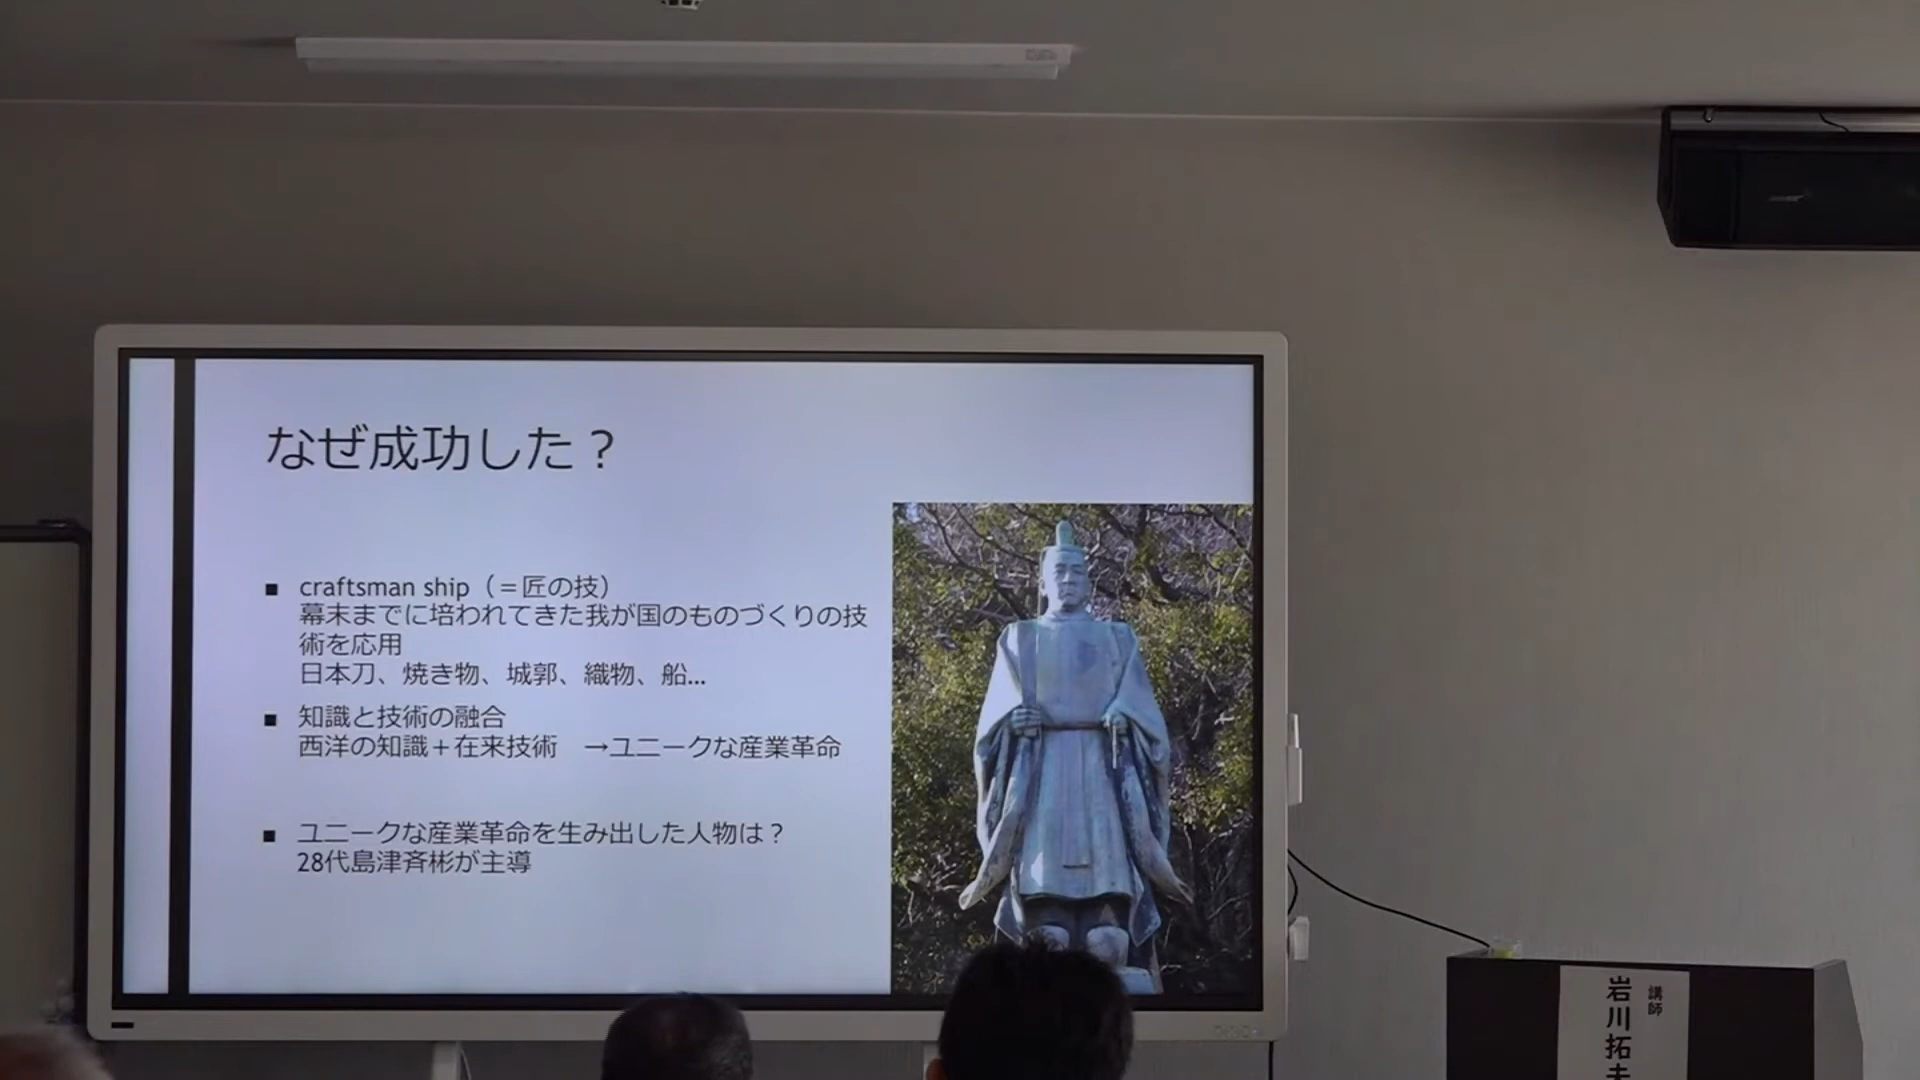 なぜ成功した？
■ craftsman ship（＝匠の技）
幕末までに培われてきた我が国のものづくりの技
術を応用
日本刀、焼き物、城郭、織物、船…
■ 知識と技術の融合
西洋の知識＋在来技術　→ユニークな産業革命
■ ユニークな産業革命を生み出した人物は？
28代島津斉彬が主導
講師
岩川拓夫